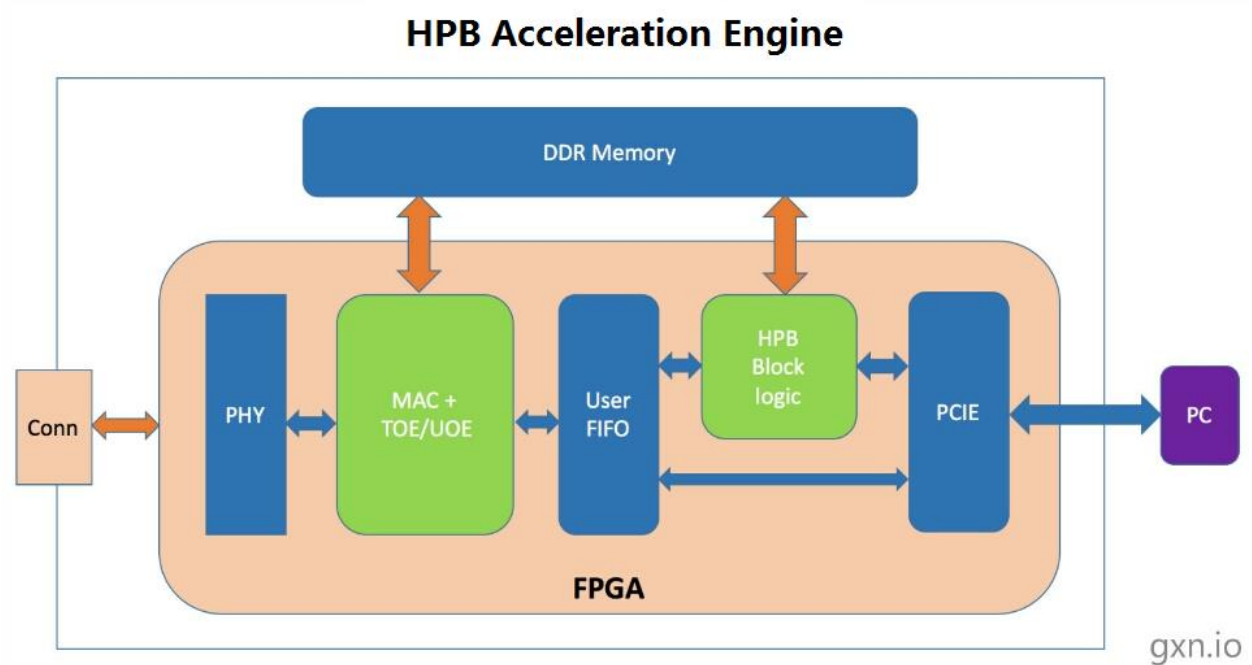 HPB Acceleration Engine
DDR Memory
Conn
PHY
MAC +
TOE/UOE
User
FIFO
HPB
Block
logic
PCIE
PC
FPGA
gxn.io